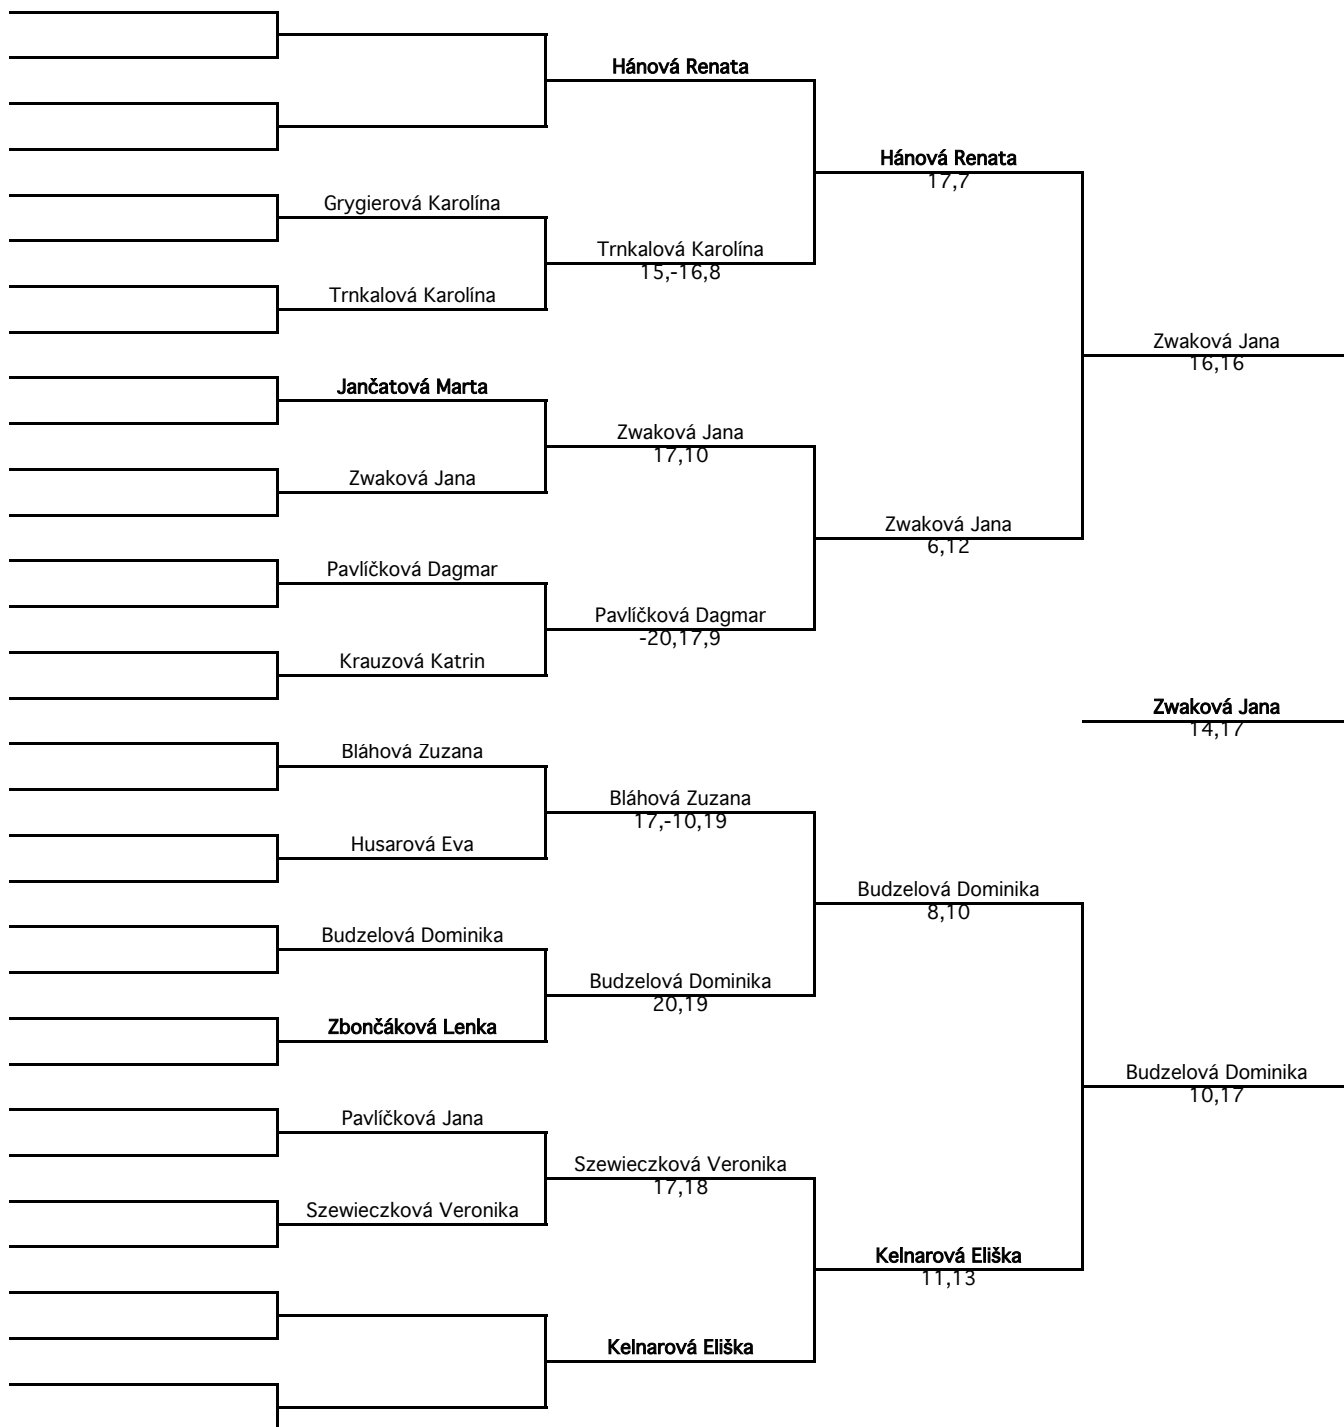 Hánová Renata
Hánová Renata
17,7
Grygierová Karolína
Trnkalová Karolína
15,-16,8
Trnkalová Karolína
Zwaková Jana
16,16
Jančatová Marta
Zwaková Jana
17,10
Zwaková Jana
Zwaková Jana
6,12
Pavlíčková Dagmar
Pavlíčková Dagmar
-20,17,9
Krauzová Katrin
Zwaková Jana
14,17
Bláhová Zuzana
Bláhová Zuzana
17,-10,19
Husarová Eva
Budzelová Dominika
8,10
Budzelová Dominika
Budzelová Dominika
20,19
Zbončáková Lenka
Budzelová Dominika
10,17
Pavlíčková Jana
Szewieczková Veronika
17,18
Szewieczková Veronika
Kelnarová Eliška
11,13
Kelnarová Eliška